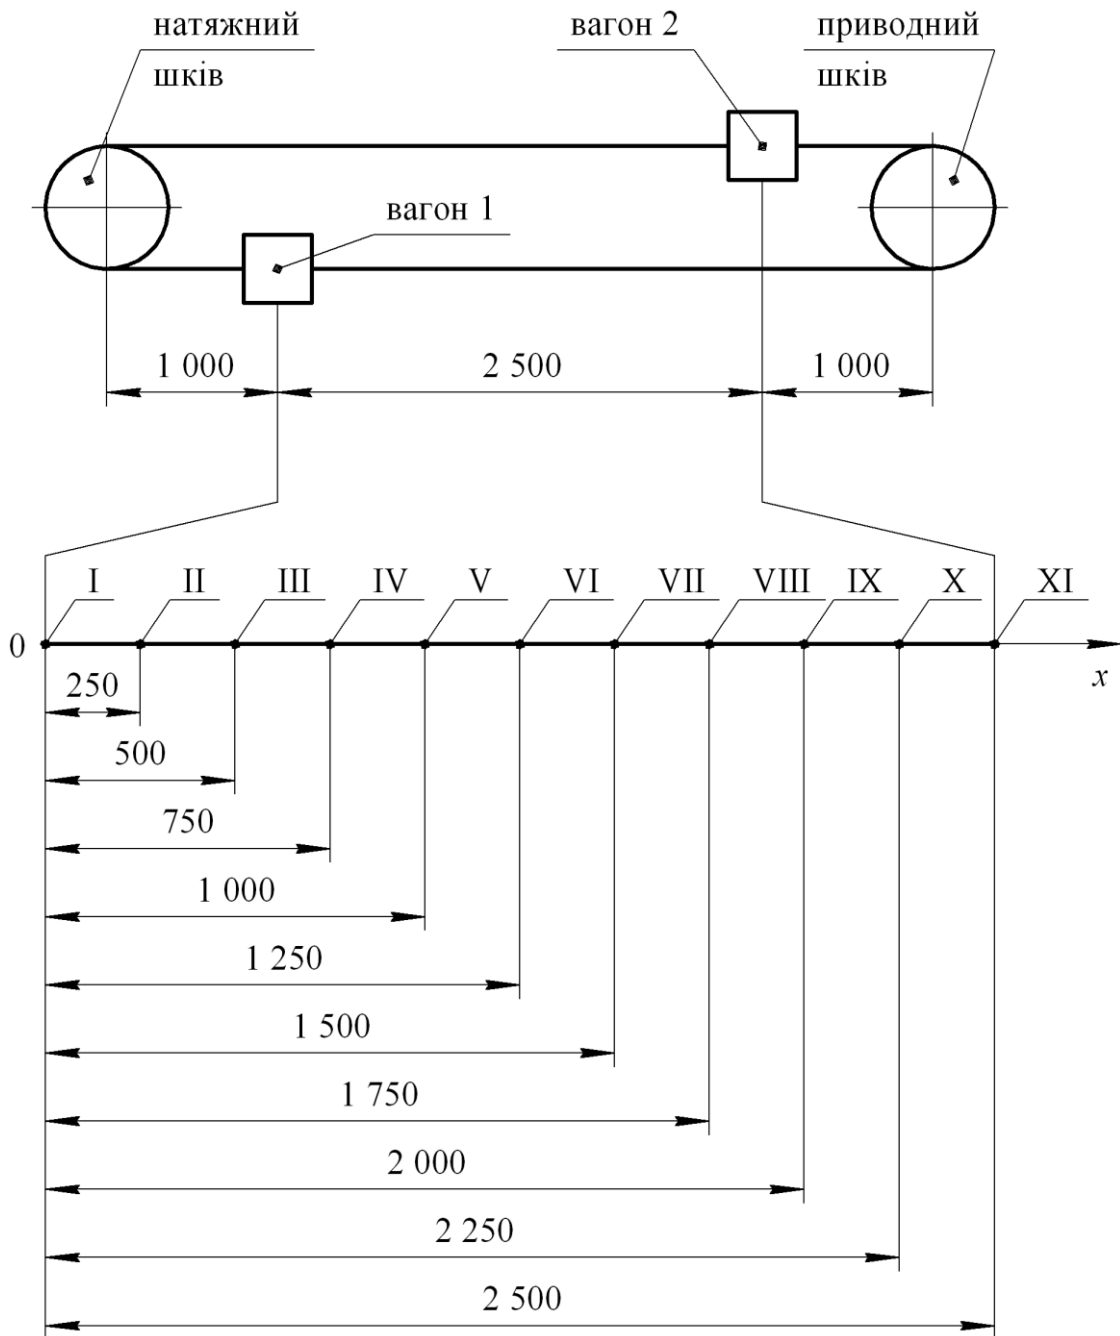 натяжний
шків
вагон 2
приводний
шків
вагон 1
1 000
2 500
1 000
I
II
III
IV
V
VI
VII
VIII
IX
X
XI
0
x
250
500
750
1 000
1 250
1 500
1 750
2 000
2 250
2 500